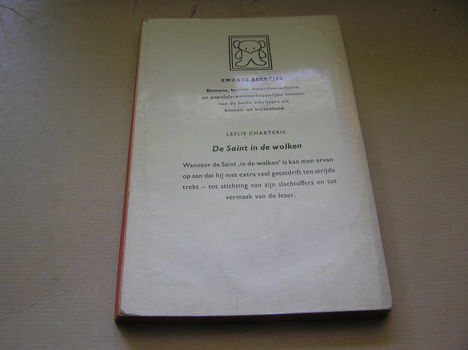 ZWARTE BEERTJES
Romans, humor, detectiveverhalen
en populair-wetenschappelijke lectuur
van de beste schrijvers uit
binnen- en buitenland
LESLIE CHARTERIS
De Saint in de wolken
Wanneer de Saint ‚in de wolken’ is kan men ervan
op aan dat hij met extra veel geestdrift ten strijde
trekt – tot stichting van zijn slachtoffers en tot
vermaak van de lezer.